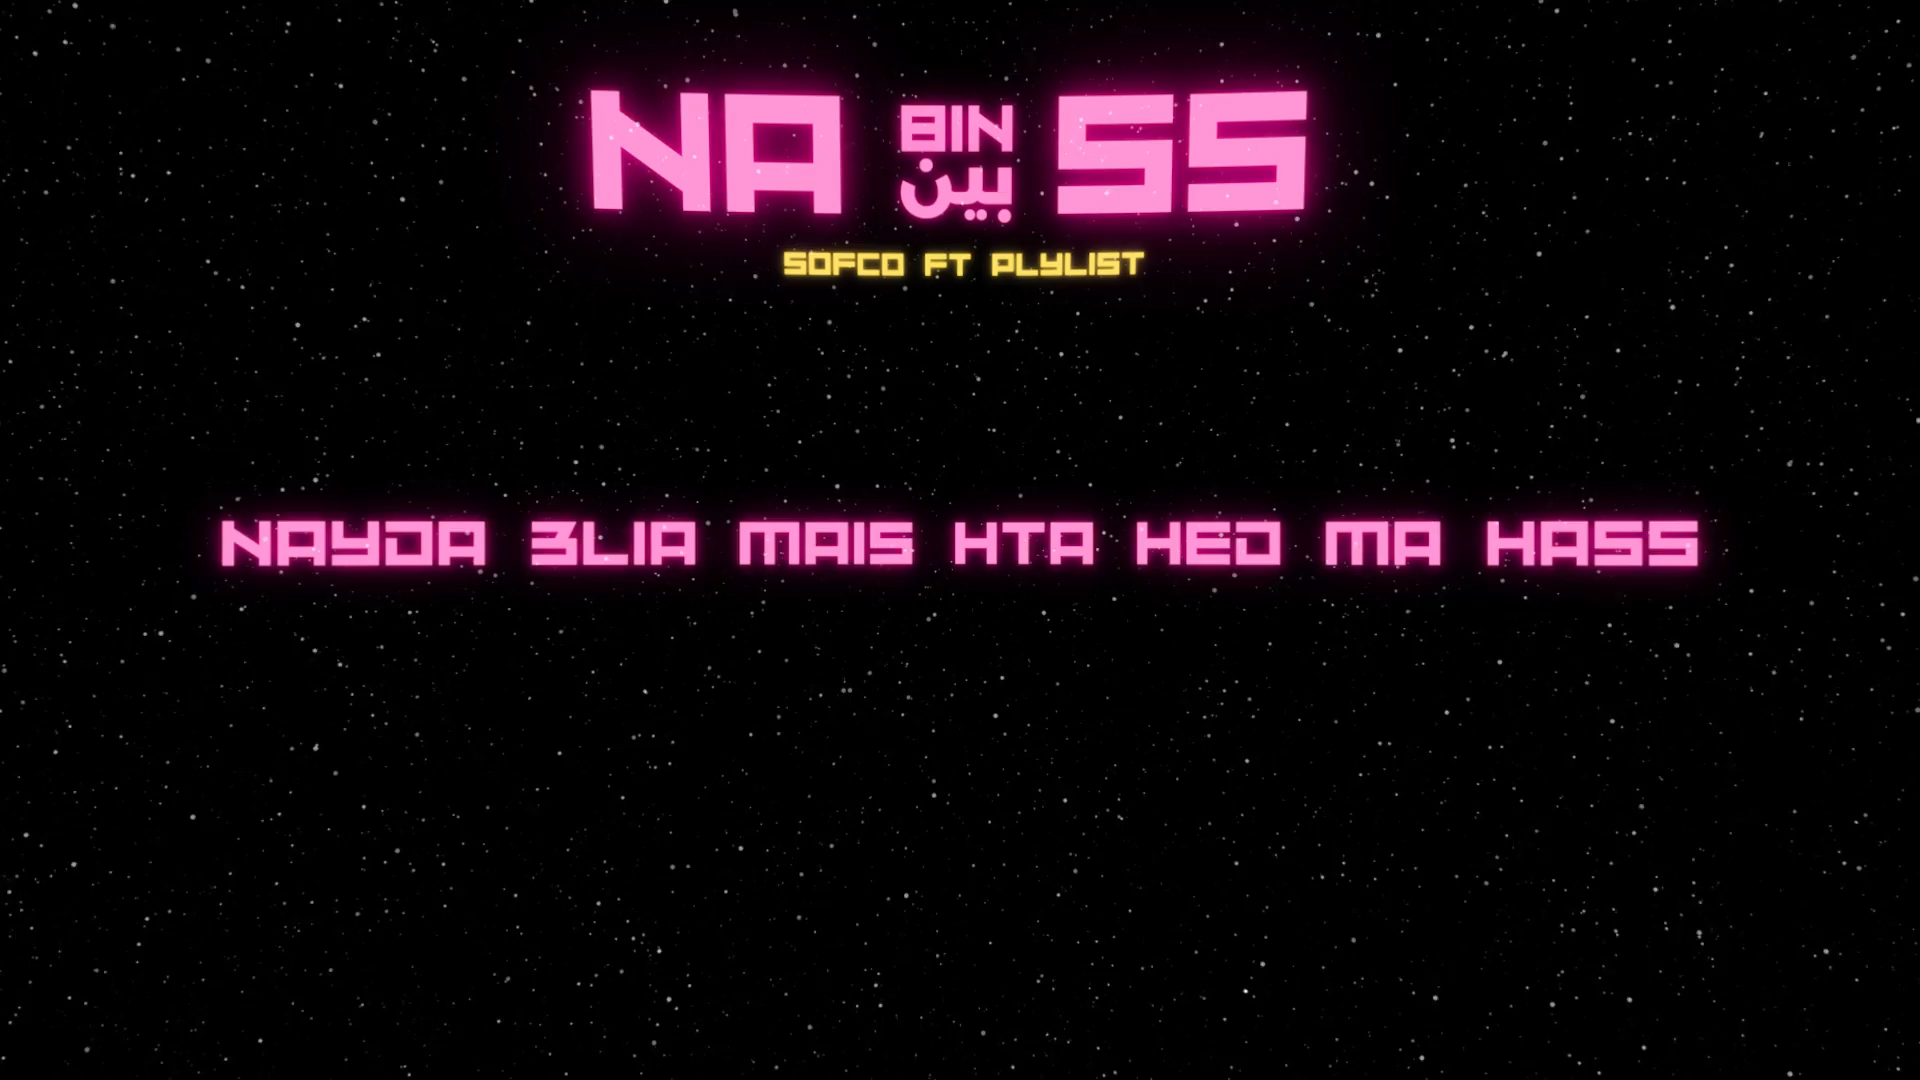 NA BIN بين SS
SOFCO FT PLYLIST
NAYDA 3LIA MAIS HTA HED MA HASS